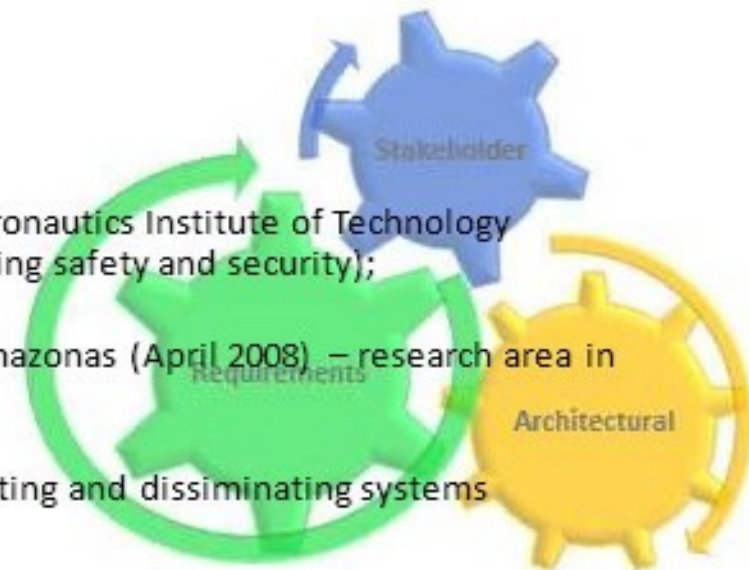 Stakeholder
ronautics Institute of Technology
ing safety and security);
mazonas (April 2008) – research area in
Requirements
Architectural
ting and dissiminating systems